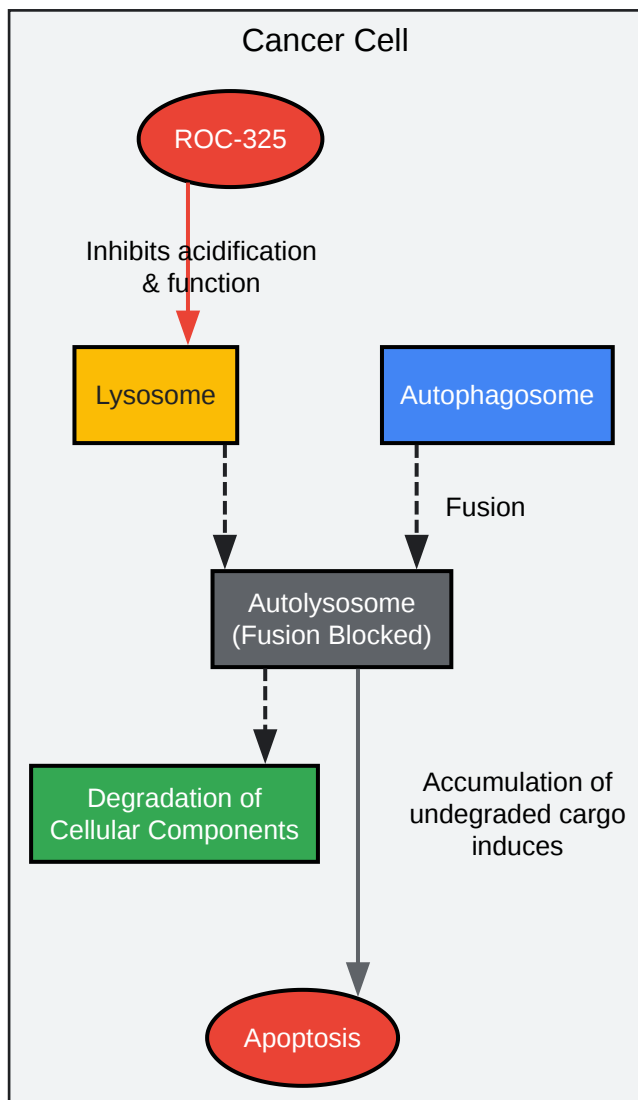 Cancer Cell
ROC-325
Inhibits acidification
& function
Lysosome
Autophagosome
Fusion
Autolysosome
(Fusion Blocked)
Degradation of
Cellular Components
Accumulation of
undegraded cargo
induces
Apoptosis